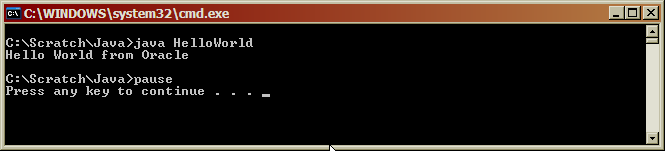 C:\WINDOWS\system32\cmd.exe
C:\Scratch\Java>java HelloWorld
Hello World from Oracle
C:\Scratch\Java>pause
Press any key to continue . . . _